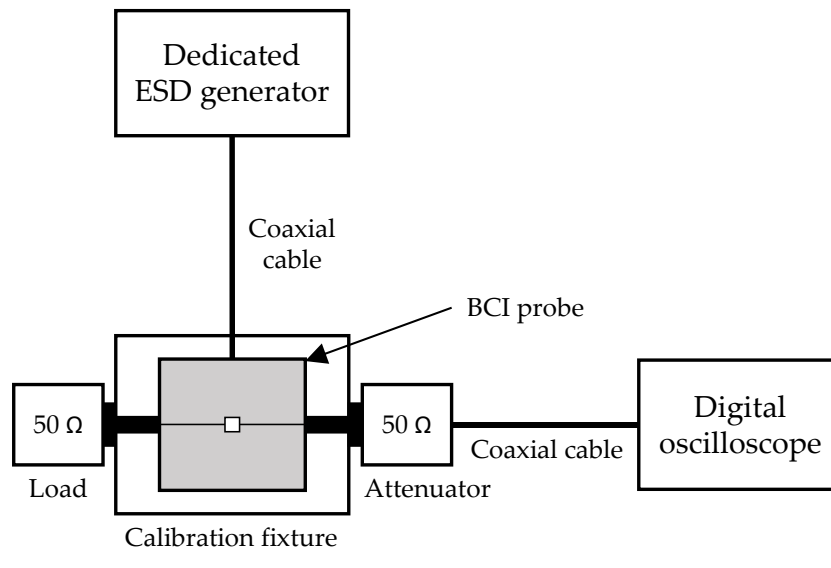 Dedicated
ESD generator
Coaxial
cable
BCI probe
50 Ω
50 Ω
Digital
oscilloscope
Coaxial cable
Load
Attenuator
Calibration fixture